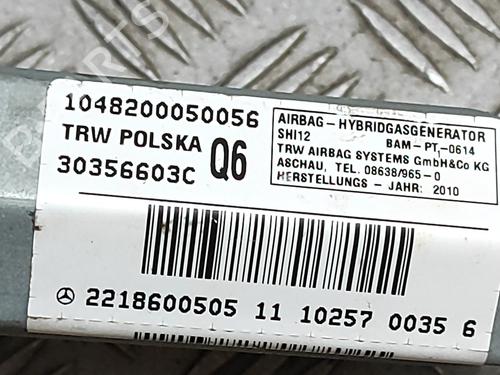 1048200050056
TRW POLSKA
Q6
30356603C
AIRBAG-HYBRIDGASGENERATOR
SHI12 BAM-PT1-0614
TRW AIRBAG SYSTEMS GmbH&Co KG
ASCHAU, TEL. 08638/965-0
HERSTELLUNGS - JAHR: 2010
2218600505 11 10257 0035 6